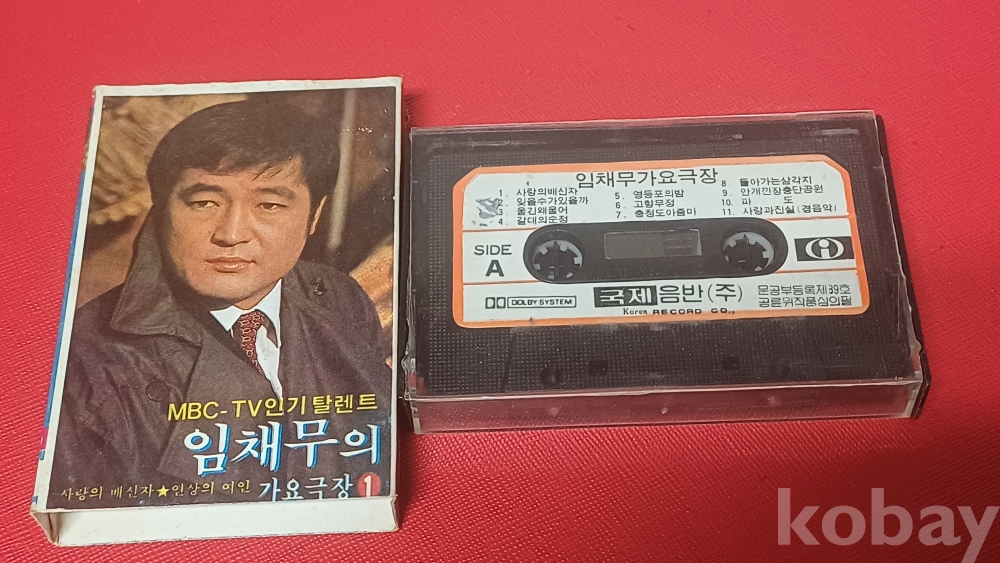 MBC-TV인기탈렌트
임채무의
사랑의 배신자★인상의 여인 가요극장 1
임채무가요극장
1. 사랑의배신자
2. 잊을수가있을까
3. 울긴왜울어
4. 갈대의순정
5. 영등포의밤
6. 고향무정
7. 충청도아줌마
8 돌아가는삼각지
9 안개낀장충단공원
10. 파 도
11. 사랑과진실 (경음악)
SIDE
A
DOLBY SYSTEM
국제 음반(주)
Korea RECORD CO.,
문공부등록제39호
공륜위작품심의필
kobay